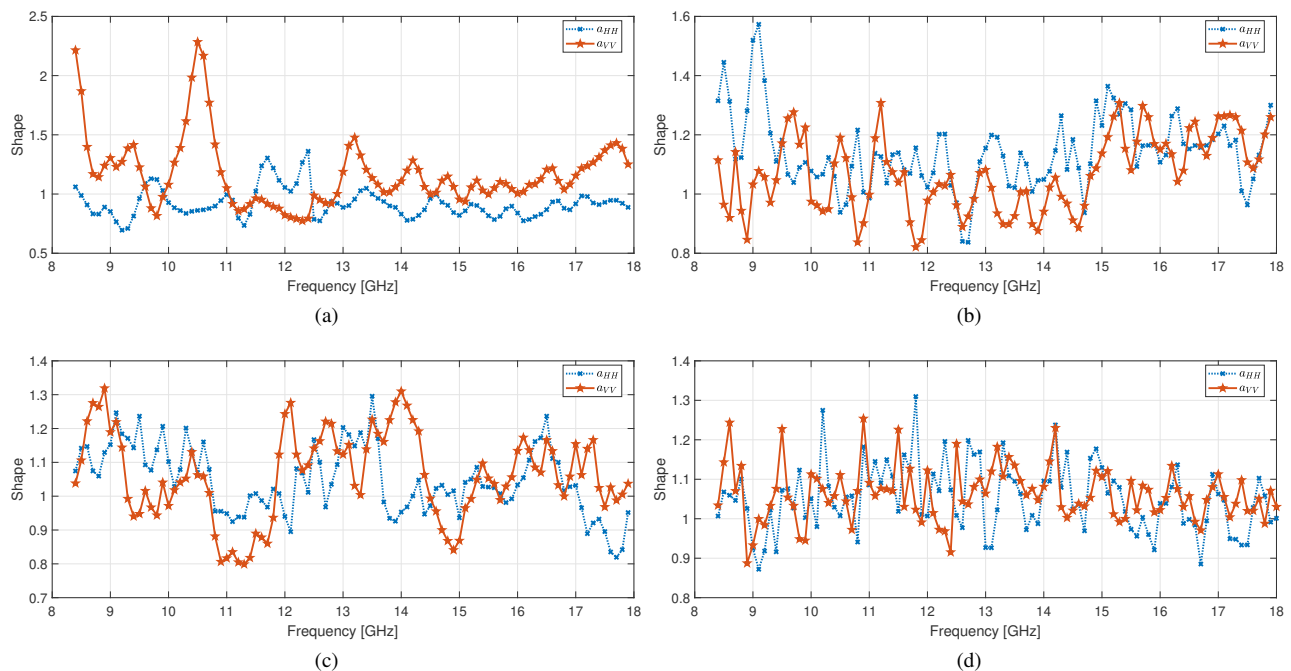 2.5
2
1.5
1
0.5
Shape
8 9 10 11 12 13 14 15 16 17 18
Frequency [GHz]
a_HH
a_VV
(a)
1.6
1.4
1.2
1
0.8
Shape
8 9 10 11 12 13 14 15 16 17 18
Frequency [GHz]
a_HH
a_VV
(b)
1.4
1.3
1.2
1.1
1
0.9
0.8
0.7
Shape
8 9 10 11 12 13 14 15 16 17 18
Frequency [GHz]
a_HH
a_VV
(c)
1.4
1.3
1.2
1.1
1
0.9
0.8
Shape
8 9 10 11 12 13 14 15 16 17 18
Frequency [GHz]
a_HH
a_VV
(d)